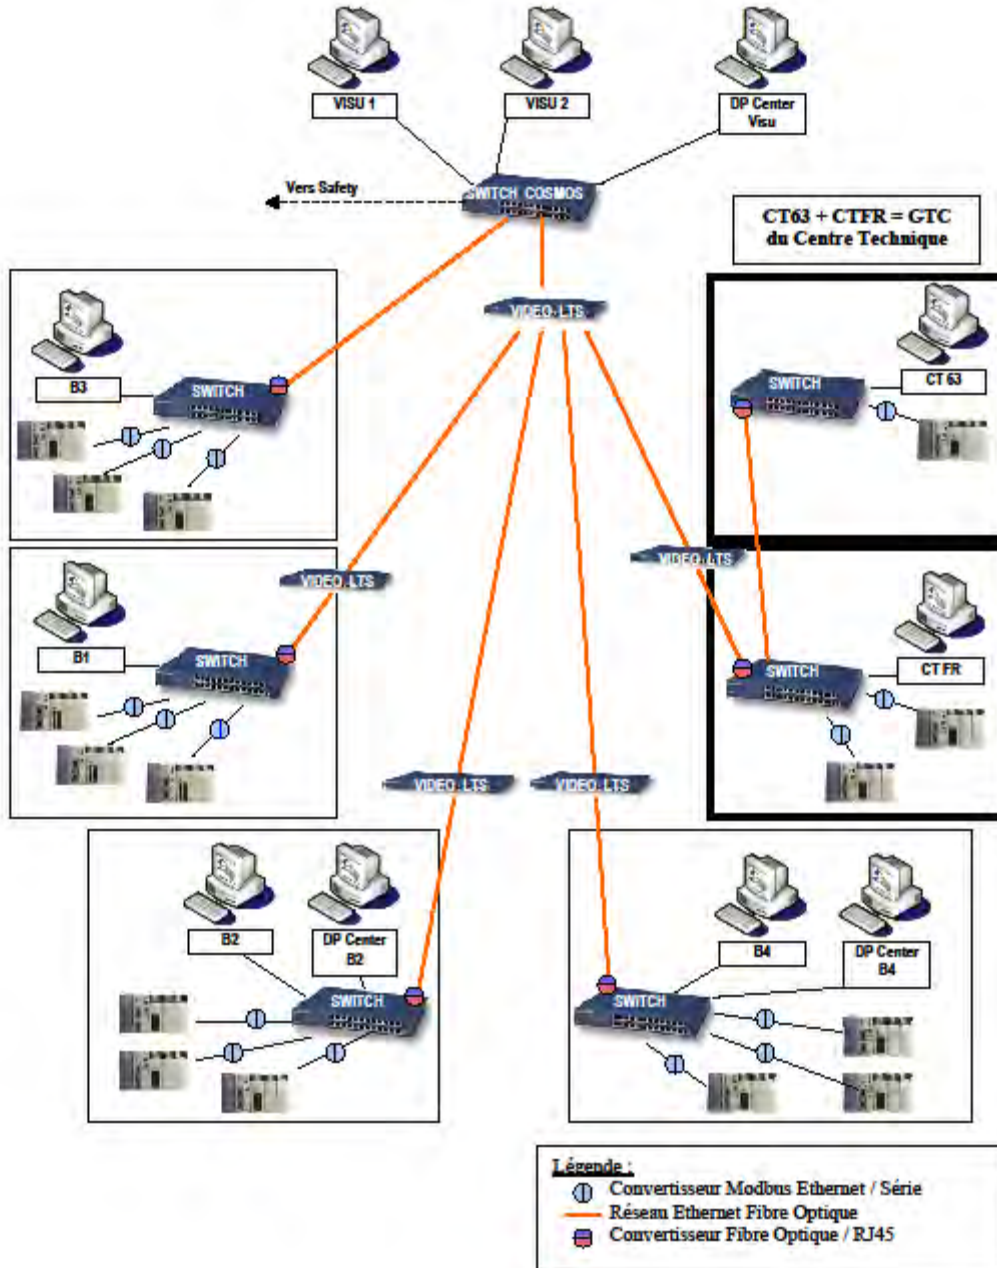 VISU 1
VISU 2
DP Center
Visu
Vers Safety
SWITCH COSMOS
CT63 + CTFR = GTC
du Centre Technique
VIDEO-LTS
B3
SWITCH
SWITCH
CT 63
VIDEO-LTS
VIDEO-LTS
B1
SWITCH
SWITCH
CT FR
VIDEO-LTS
VIDEO-LTS
B2
DP Center
B2
SWITCH
B4
DP Center
B4
SWITCH
Légende :
Convertisseur Modbus Ethernet / Série
Réseau Ethernet Fibre Optique
Convertisseur Fibre Optique / RJ45